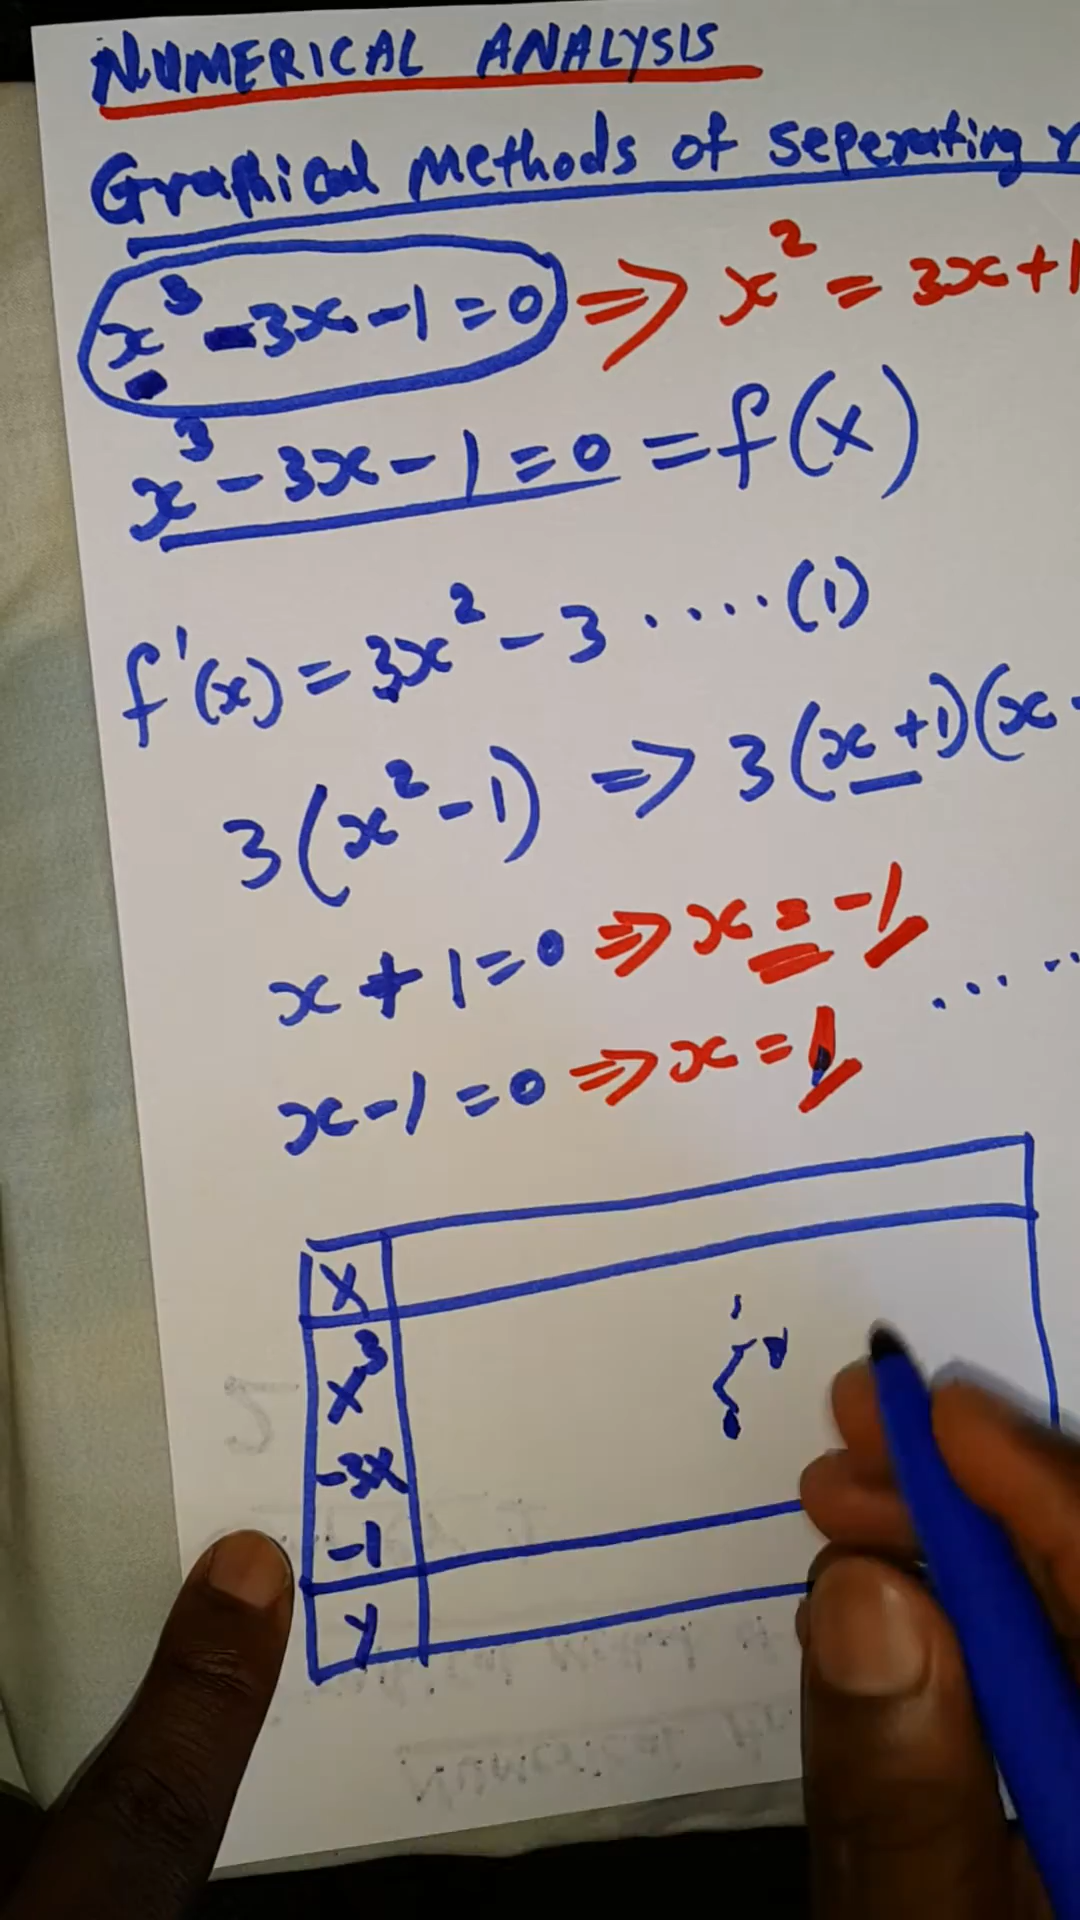 NUMERICAL ANALYSIS
Graphical Methods of seperating
x³ - 3x - 1 = 0 ⇒ x² = 3x + 1
x³ - 3x - 1 = 0 = f(x)
f'(x) = 3x² - 3 ....(1)
3(x² - 1) ⇒ 3(x + 1)(x -
x + 1 = 0 ⇒ x = -1
x - 1 = 0 ⇒ x = 1
X
X³
-3X
-1
y